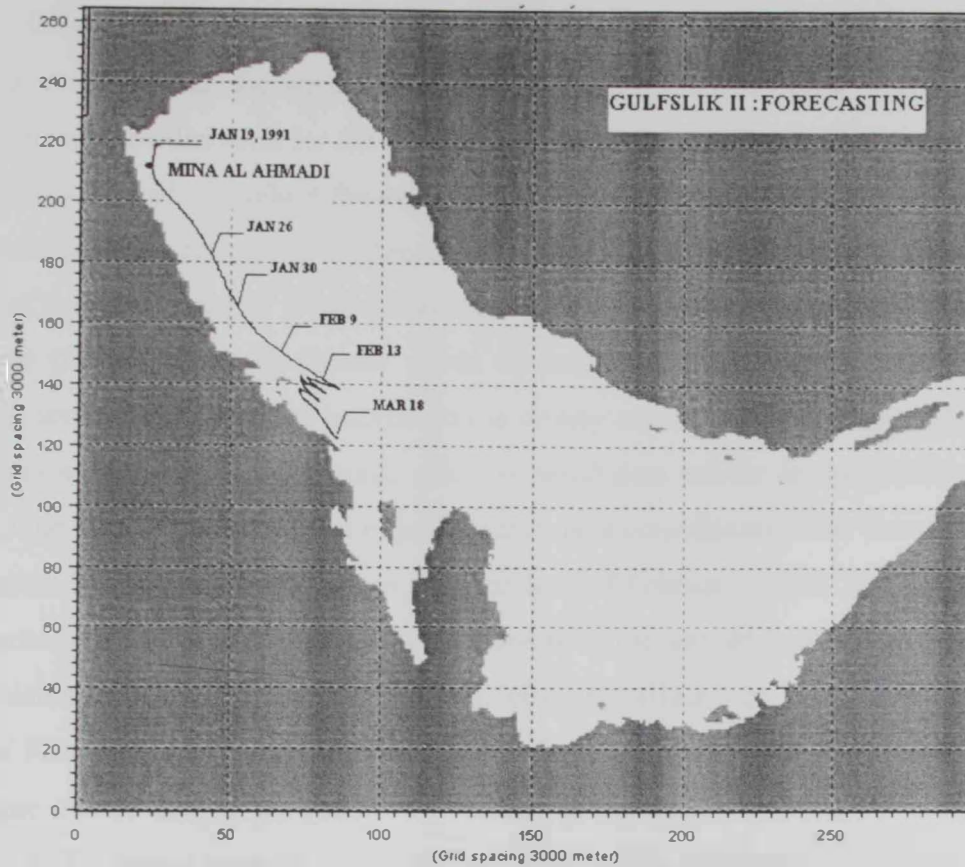 GULFSLIK II :FORECASTING
JAN 19, 1991
MINA AL AHMADI
JAN 26
JAN 30
FEB 9
FEB 13
MAR 18
(Grid spacing 3000 meter)
260
240
220
200
180
160
140
120
100
80
60
40
20
0
0 50 100 150 200 250
(Grid spacing 3000 meter)